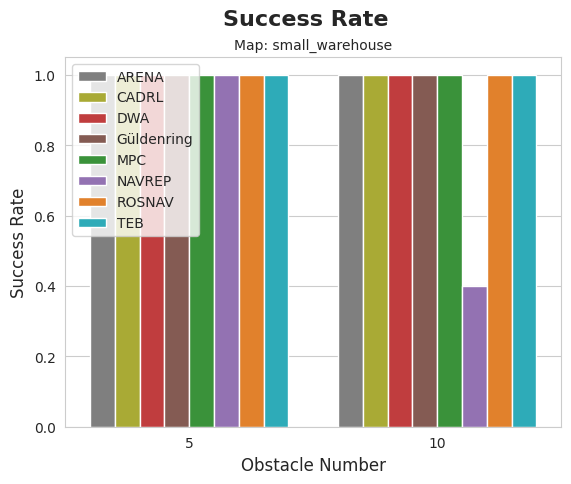 Success Rate
Map: small_warehouse
1.0
0.8
0.6
0.4
0.2
0.0
Success Rate
ARENA
CADRL
DWA
Güldenring
MPC
NAVREP
ROSNAV
TEB
5
10
Obstacle Number